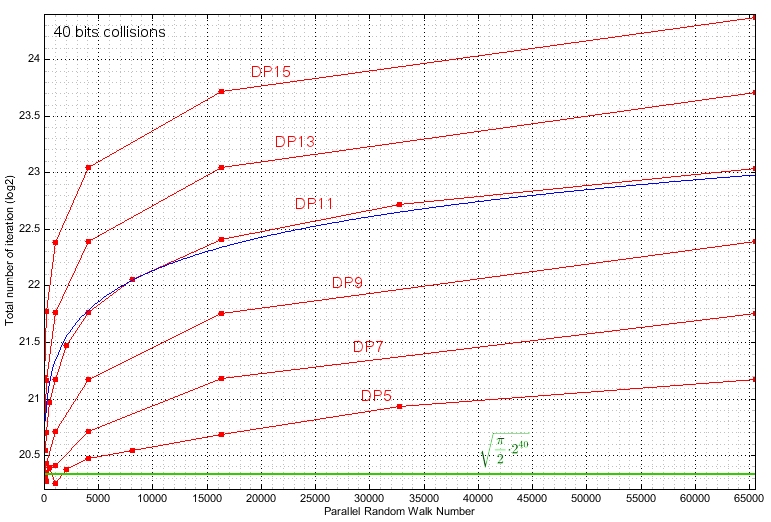 40 bits collisions
24
DP15
23.5
DP13
23
DP11
22.5
22
DP9
21.5
DP7
21
DP5
20.5
√(π/2·2^40)
0 5000 10000 15000 20000 25000 30000 35000 40000 45000 50000 55000 60000 65000
Parallel Random Walk Number
Total number of iteration (log2)